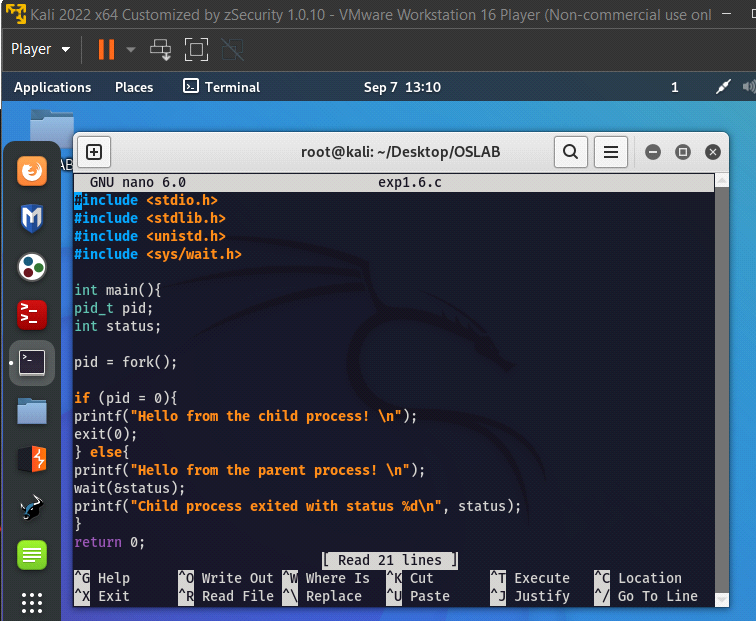 Kali 2022 x64 Customized by zSecurity 1.0.10 - VMware Workstation 16 Player (Non-commercial use onl
Player
Applications Places Terminal Sep 7 13:10 1
AB
root@kali: ~/Desktop/OSLAB
GNU nano 6.0 exp1.6.c
#include <stdio.h>
#include <stdlib.h>
#include <unistd.h>
#include <sys/wait.h>
int main(){
pid_t pid;
int status;
pid = fork();
if (pid = 0){
printf("Hello from the child process! \n");
exit(0);
} else{
printf("Hello from the parent process! \n");
wait(&status);
printf("Child process exited with status %d\n", status);
}
return 0;
[ Read 21 lines ]
^G Help ^O Write Out ^W Where Is ^K Cut ^T Execute ^C Location
^X Exit ^R Read File ^\ Replace ^U Paste ^J Justify ^/ Go To Line